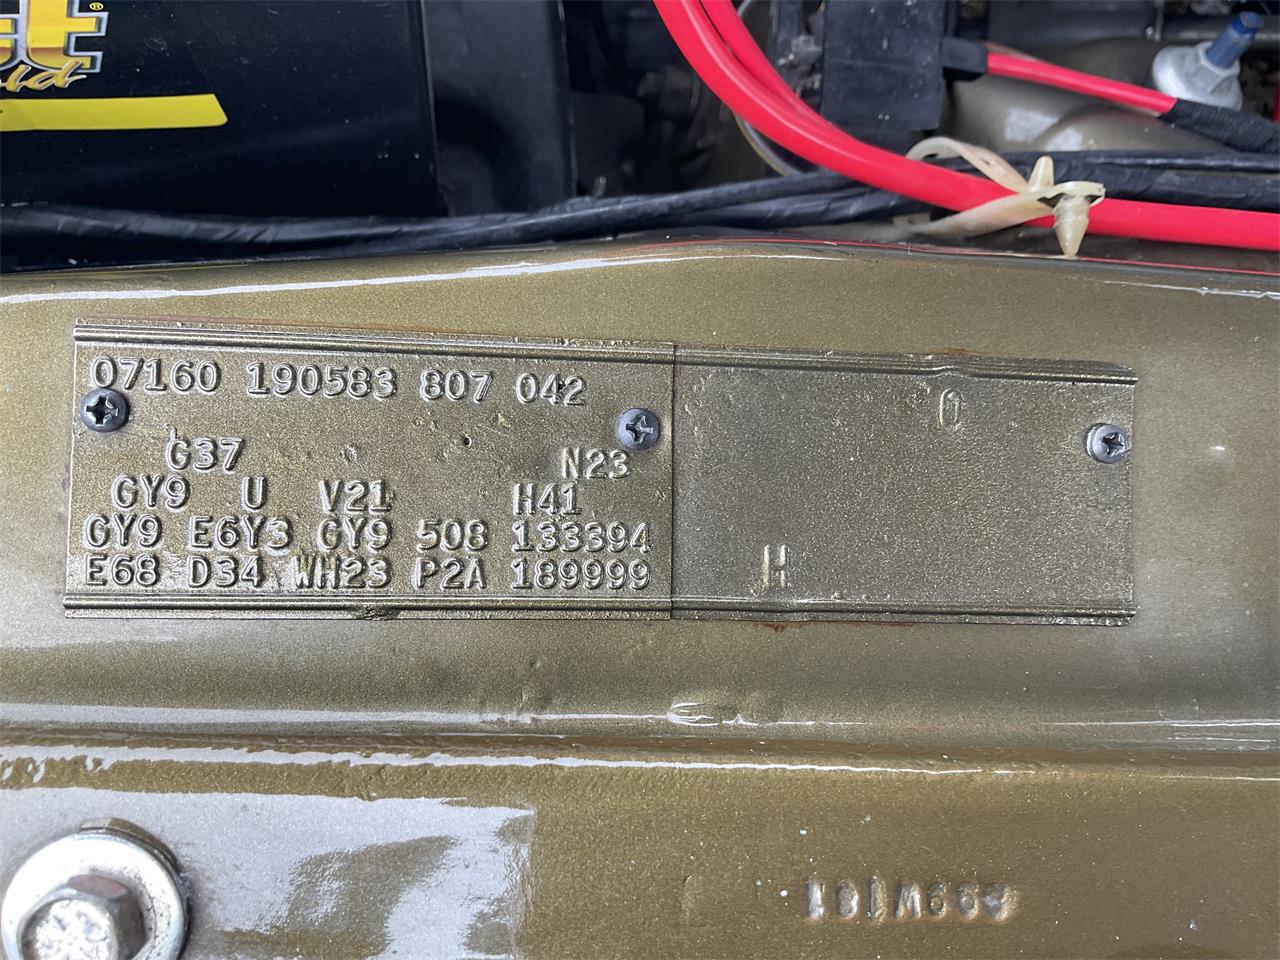 07160 190583 807 042
G37 N23
GY9 U V21 H41
GY9 E6Y3 GY9 508 133394
E68 D34 WH23 P2A 189999
0
H